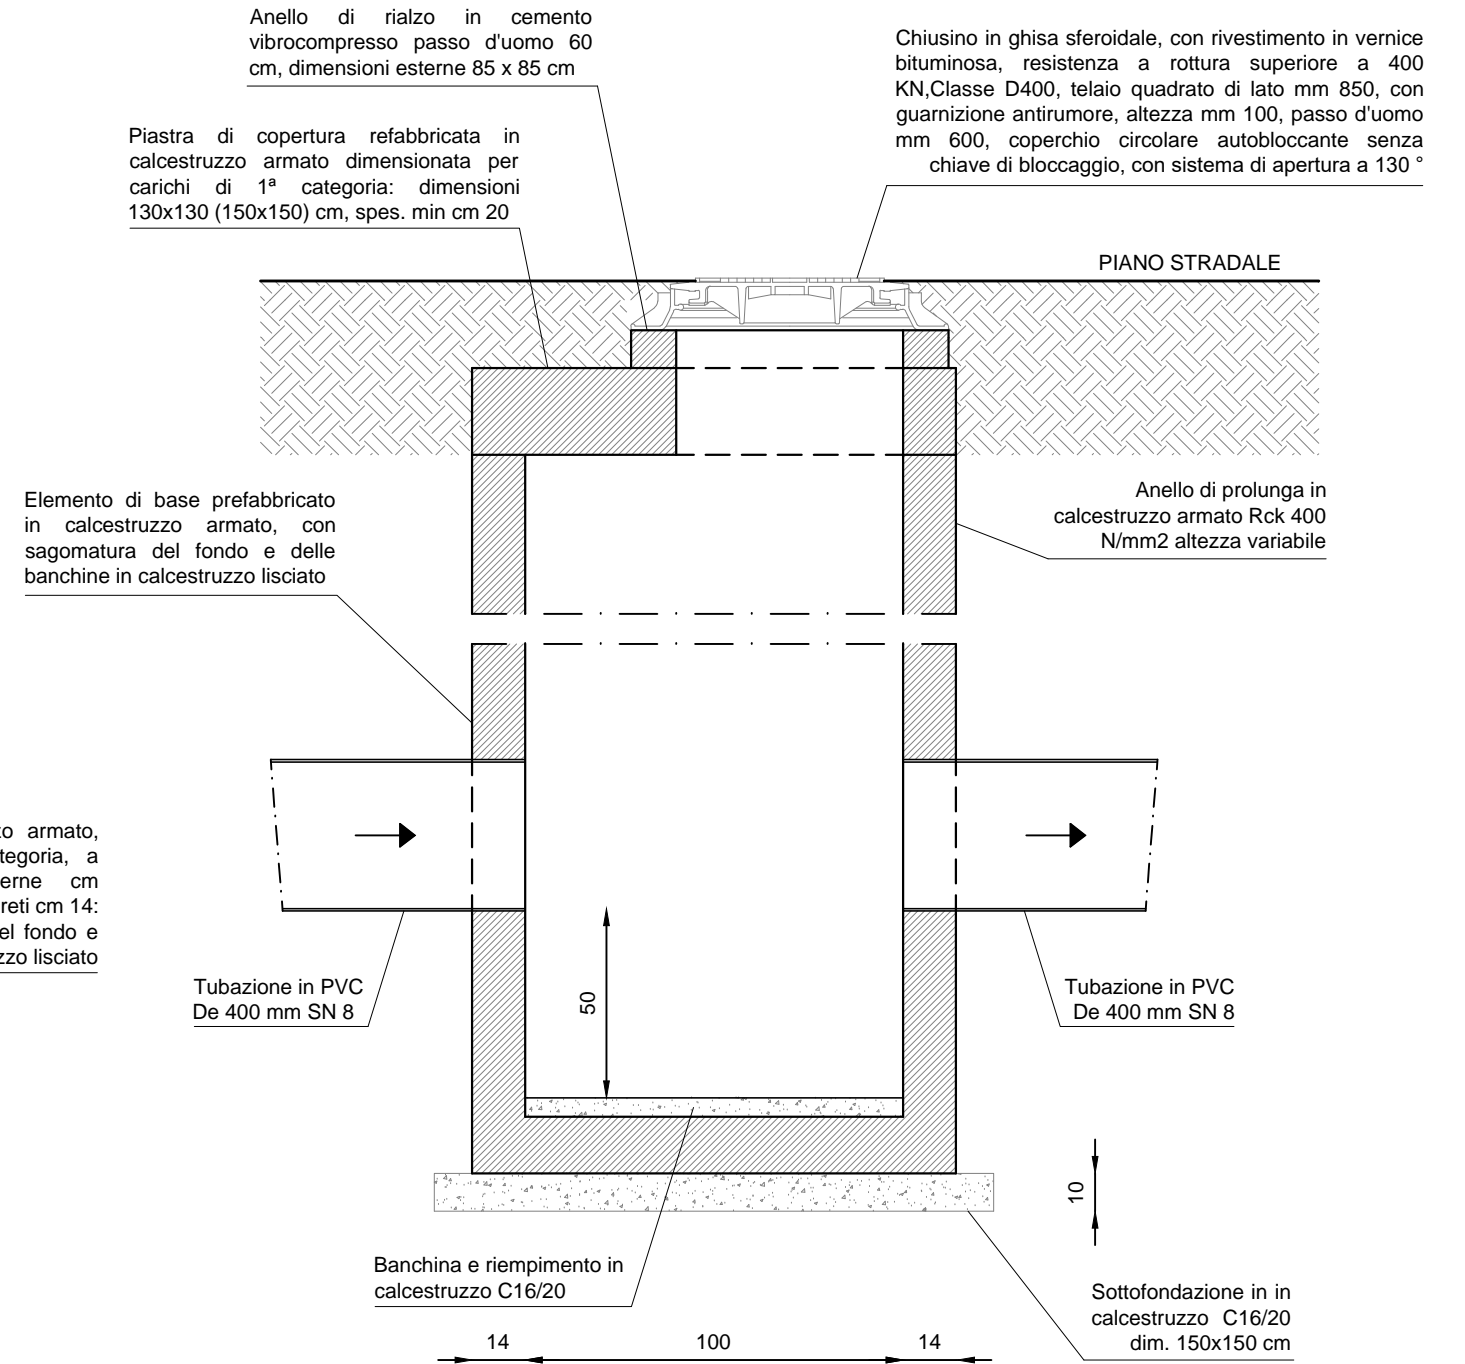 Anello di rialzo in cemento
vibrocompresso passo d'uomo 60
cm, dimensioni esterne 85 x 85 cm
Chiusino in ghisa sferoidale, con rivestimento in vernice
bituminosa, resistenza a rottura superiore a 400
KN,Classe D400, telaio quadrato di lato mm 850, con
guarnizione antirumore, altezza mm 100, passo d'uomo
mm 600, coperchio circolare autobloccante senza
chiave di bloccaggio, con sistema di apertura a 130 °
Piastra di copertura refabbricata in
calcestruzzo armato dimensionata per
carichi di 1ª categoria: dimensioni
130x130 (150x150) cm, spes. min cm 20
PIANO STRADALE
Elemento di base prefabbricato
in calcestruzzo armato, con
sagomatura del fondo e delle
banchine in calcestruzzo lisciato
Anello di prolunga in
calcestruzzo armato Rck 400
N/mm2 altezza variabile
armato,
a
cm
cm 14:
fondo e
lisciato
Tubazione in PVC
De 400 mm SN 8
50
Tubazione in PVC
De 400 mm SN 8
10
Banchina e riempimento in
calcestruzzo C16/20
Sottofondazione in in
calcestruzzo C16/20
dim. 150x150 cm
14 100 14